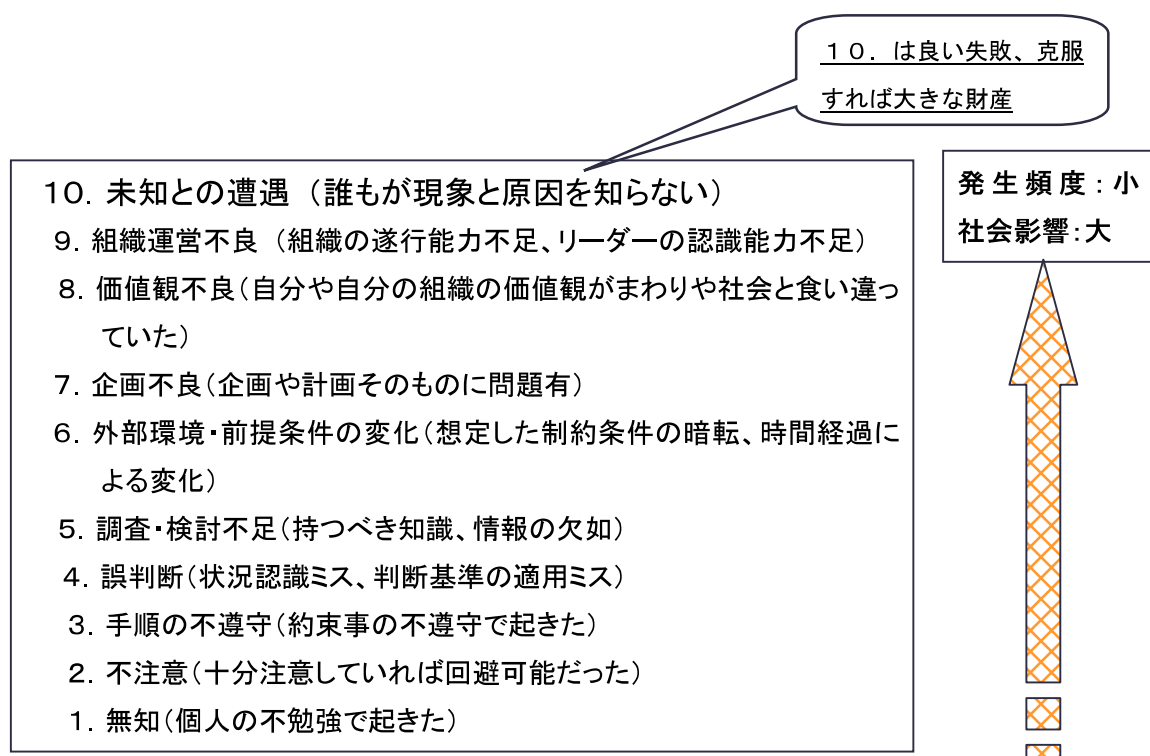 10.は良い失敗、克服
すれば大きな財産
10.未知との遭遇 (誰もが現象と原因を知らない)
9.組織運営不良 (組織の遂行能力不足、リーダーの認識能力不足)
8.価値観不良(自分や自分の組織の価値観がまわりや社会と食い違っ
ていた)
7.企画不良(企画や計画そのものに問題有)
6.外部環境・前提条件の変化(想定した制約条件の暗転、時間経過に
よる変化)
5.調査・検討不足(持つべき知識、情報の欠如)
4.誤判断(状況認識ミス、判断基準の適用ミス)
3.手順の不遵守(約束事の不遵守で起きた)
2.不注意(十分注意していれば回避可能だった)
1.無知(個人の不勉強で起きた)
発生頻度:小
社会影響:大